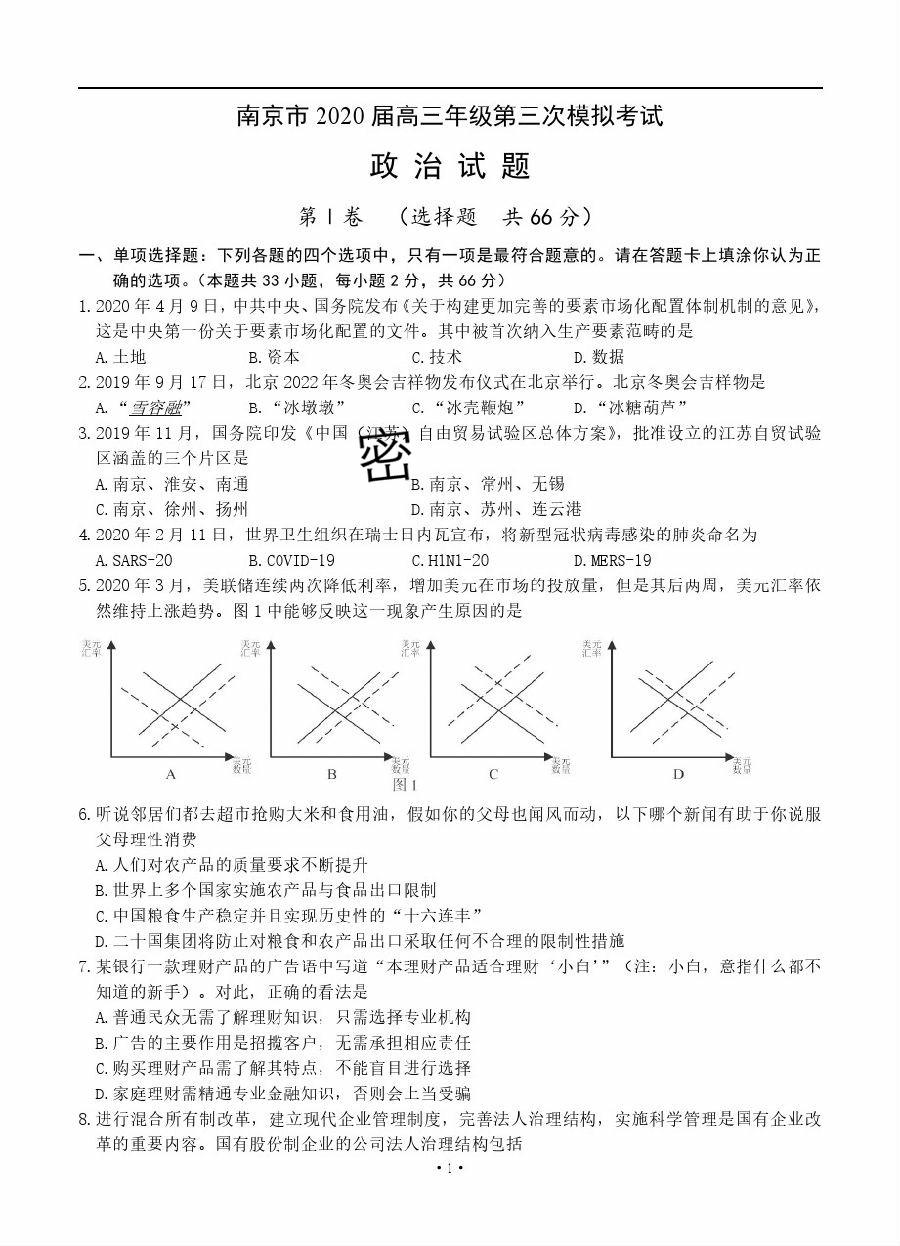 南京市 2020 届高三年级第三次模拟考试
政 治 试 题
第Ⅰ卷 （选择题 共 66 分）
一、单项选择题：下列各题的四个选项中，只有一项是最符合题意的。请在答题卡上填涂你认为正
确的选项。（本题共 33 小题，每小题 2 分，共 66 分）
1. 2020 年 4 月 9 日，中共中央、国务院发布《关于构建更加完善的要素市场化配置体制机制的意见》，
这是中央第一份关于要素市场化配置的文件。其中被首次纳入生产要素范畴的是
A. 土地 B. 资本 C. 技术 D. 数据
2. 2019 年 9 月 17 日，北京 2022 年冬奥会吉祥物发布仪式在北京举行。北京冬奥会吉样物是
A. “雪容融” B. “冰墩墩” C. “冰壳鞭炮” D. “冰糖葫芦”
3. 2019 年 11 月，国务院印发《中国（江苏）自由贸易试验区总体方案》，批准设立的江苏自贸试验
区涵盖的三个片区是
密
A. 南京、淮安、南通 B. 南京、常州、无锡
C. 南京、徐州、扬州 D. 南京、苏州、连云港
4. 2020 年 2 月 11 日，世界卫生组织在瑞士日内瓦宣布，将新型冠状病毒感染的肺炎命名为
A. SARS-20 B. COVID-19 C. H1N1-20 D. MERS-19
5. 2020 年 3 月，美联储连续两次降低利率，增加美元在市场的投放量，但是其后两周，美元汇率依
然维持上涨趋势。图 1 中能够反映这一现象产生原因的是
美元 美元 美元 美元
汇率 汇率 汇率 汇率
美元 美元 美元 美元
数量 数量 数量 数量
A B C D
图 1
6. 听说邻居们都去超市抢购大米和食用油，假如你的父母也闻风而动，以下哪个新闻有助于你说服
父母理性消费
A. 人们对农产品的质量要求不断提升
B. 世界上多个国家实施农产品与食品出口限制
C. 中国粮食生产稳定并且实现历史性的“十六连丰”
D. 二十国集团将防止对粮食和农产品出口采取任何不合理的限制性措施
7. 某银行一款理财产品的广告语中写道“本理财产品适合理财‘小白’”（注：小白，意指什么都不
知道的新手）。对此，正确的看法是
A. 普通民众无需了解理财知识，只需选择专业机构
B. 广告的主要作用是招揽客户，无需承担相应责任
C. 购买理财产品需了解其特点，不能盲目进行选择
D. 家庭理财需精通专业金融知识，否则会上当受骗
8. 进行混合所有制改革，建立现代企业管理制度，完善法人治理结构，实施科学管理是国有企业改
革的重要内容。国有股份制企业的公司法人治理结构包括
· 1 ·